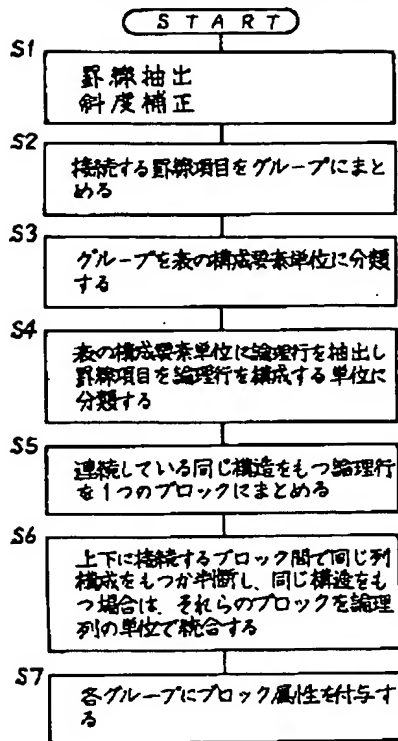 START
S1
罫線抽出
斜度補正
S2
接続する罫線項目をグループにまと
める
S3
グループを表の構成要素単位に分類
する
S4
表の構成要素単位に論理行を抽出し
罫線項目を論理行を構成する単位に
分類する
S5
連続している同じ構造をもつ論理行
を1つのブロックにまとめる
S6
上下に接続するブロック間で同じ列
構成をもつか判断し、同じ構造をも
つ場合は、それらのブロックを論理
列の単位で統合する
S7
各グループにブロック属性を付与す
る